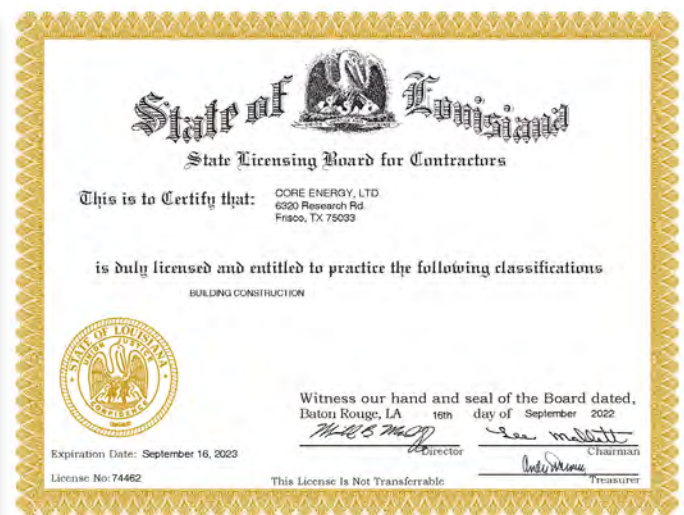 State of Louisiana
State Licensing Board for Contractors
This is to Certify that: CORE ENERGY, LTD
6320 Research Rd.
Frisco, TX 75033
is duly licensed and entitled to practice the following classifications
BUILDING CONSTRUCTION
STATE OF LOUISIANA
UNION JUSTICE
CONFIDENCE
Witness our hand and seal of the Board dated,
Baton Rouge, LA 16th day of September 2022
Director
Lee Mallett
Chairman
Expiration Date: September 16, 2023
Treasurer
License No: 74462
This License Is Not Transferrable